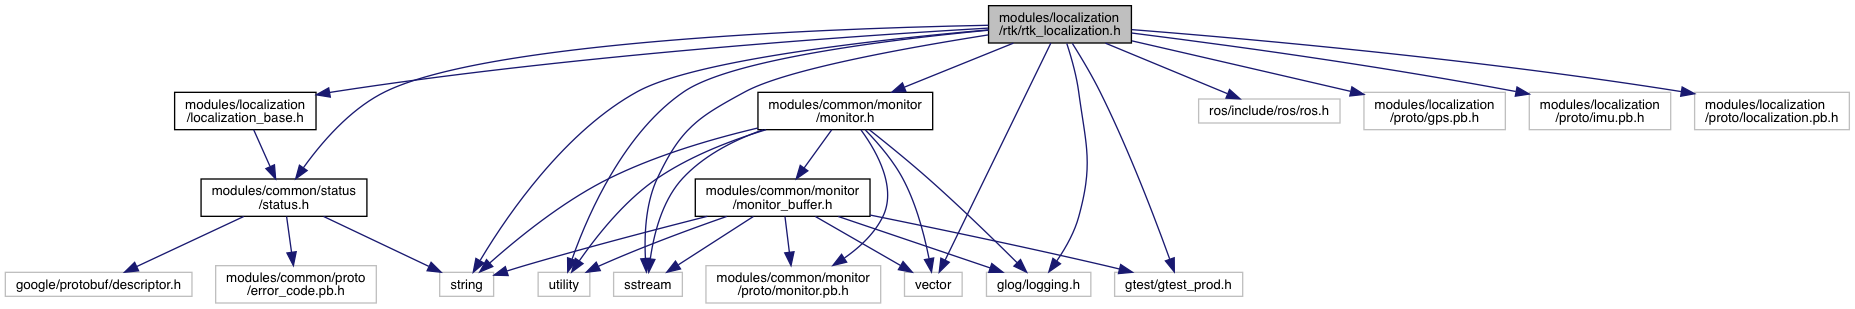 modules/localization
/rtk/rtk_localization.h
modules/localization
/localization_base.h
modules/common/monitor
/monitor.h
ros/include/ros/ros.h
modules/localization
/proto/gps.pb.h
modules/localization
/proto/imu.pb.h
modules/localization
/proto/localization.pb.h
modules/common/status
/status.h
modules/common/monitor
/monitor_buffer.h
google/protobuf/descriptor.h
modules/common/proto
/error_code.pb.h
string
utility
sstream
modules/common/monitor
/proto/monitor.pb.h
vector
glog/logging.h
gtest/gtest_prod.h